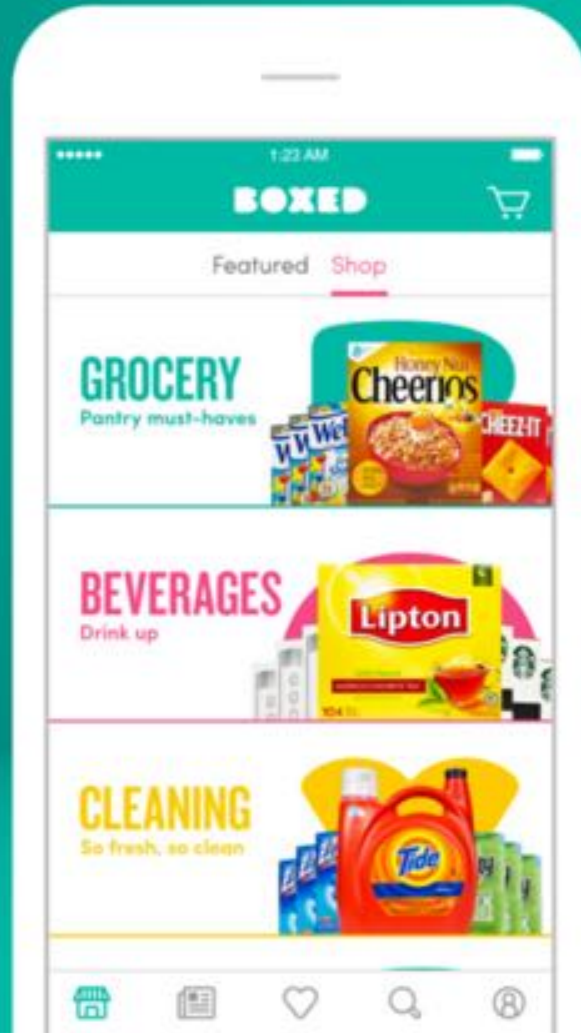 1:23 AM
BOXED
Featured Shop
GROCERY
Pantry must-haves
Honey Nut
Cheerios
CHEEZ-IT
BEVERAGES
Drink up
Lipton
104
CLEANING
So fresh, so clean
Tide